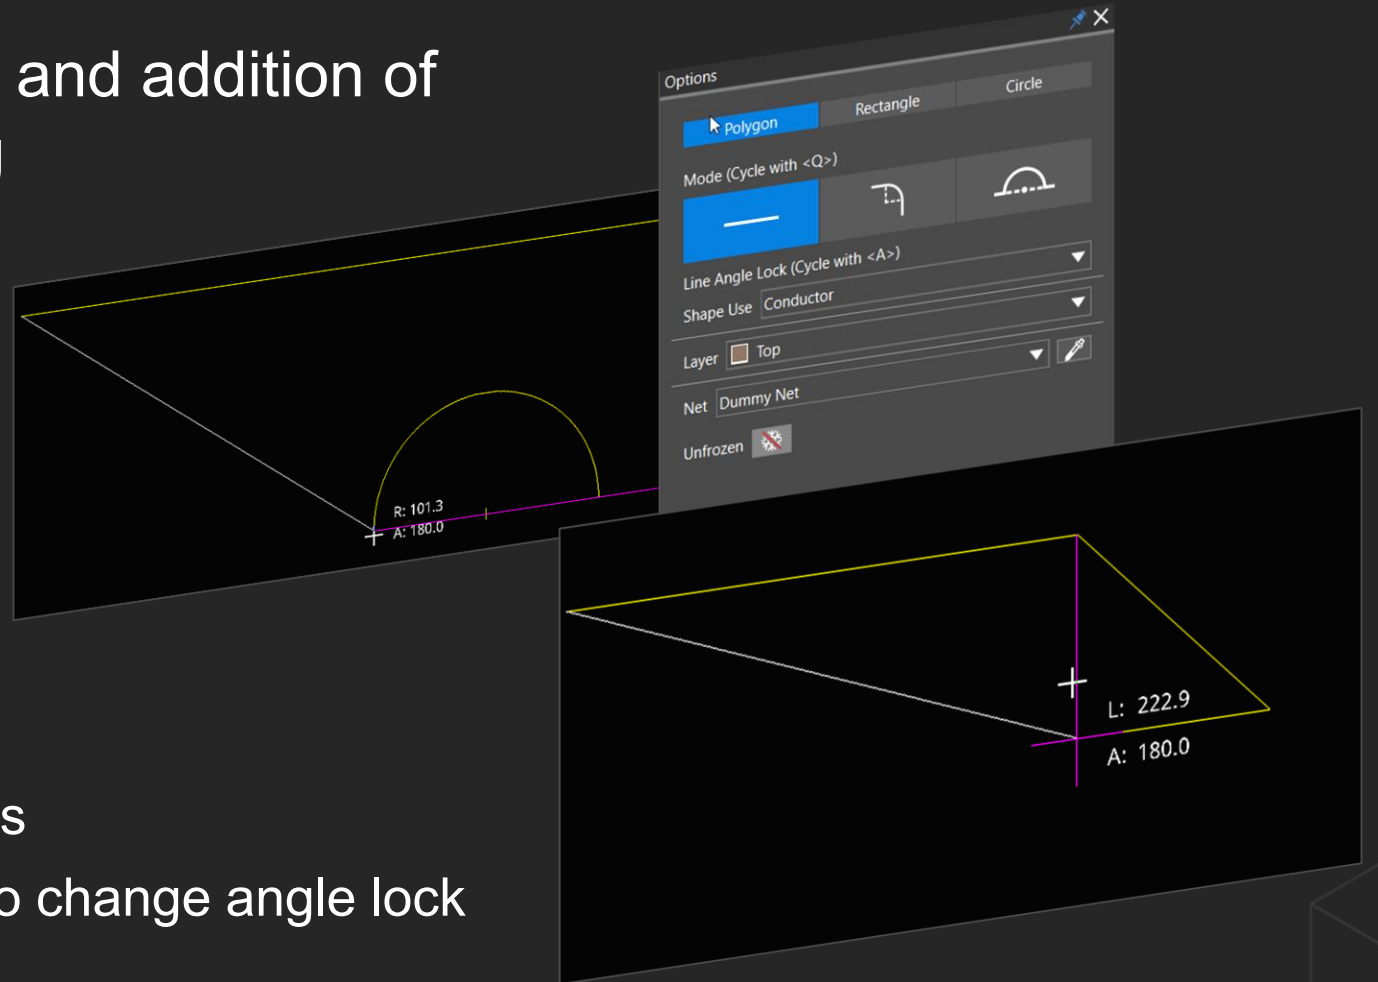 and addition of
Options
Polygon
Rectangle
Circle
Mode (Cycle with <Q>)
Line Angle Lock (Cycle with <A>)
Shape Use Conductor
Layer Top
Net Dummy Net
Unfrozen
R: 101.3
A: 180.0
L: 222.9
A: 180.0
s
o change angle lock